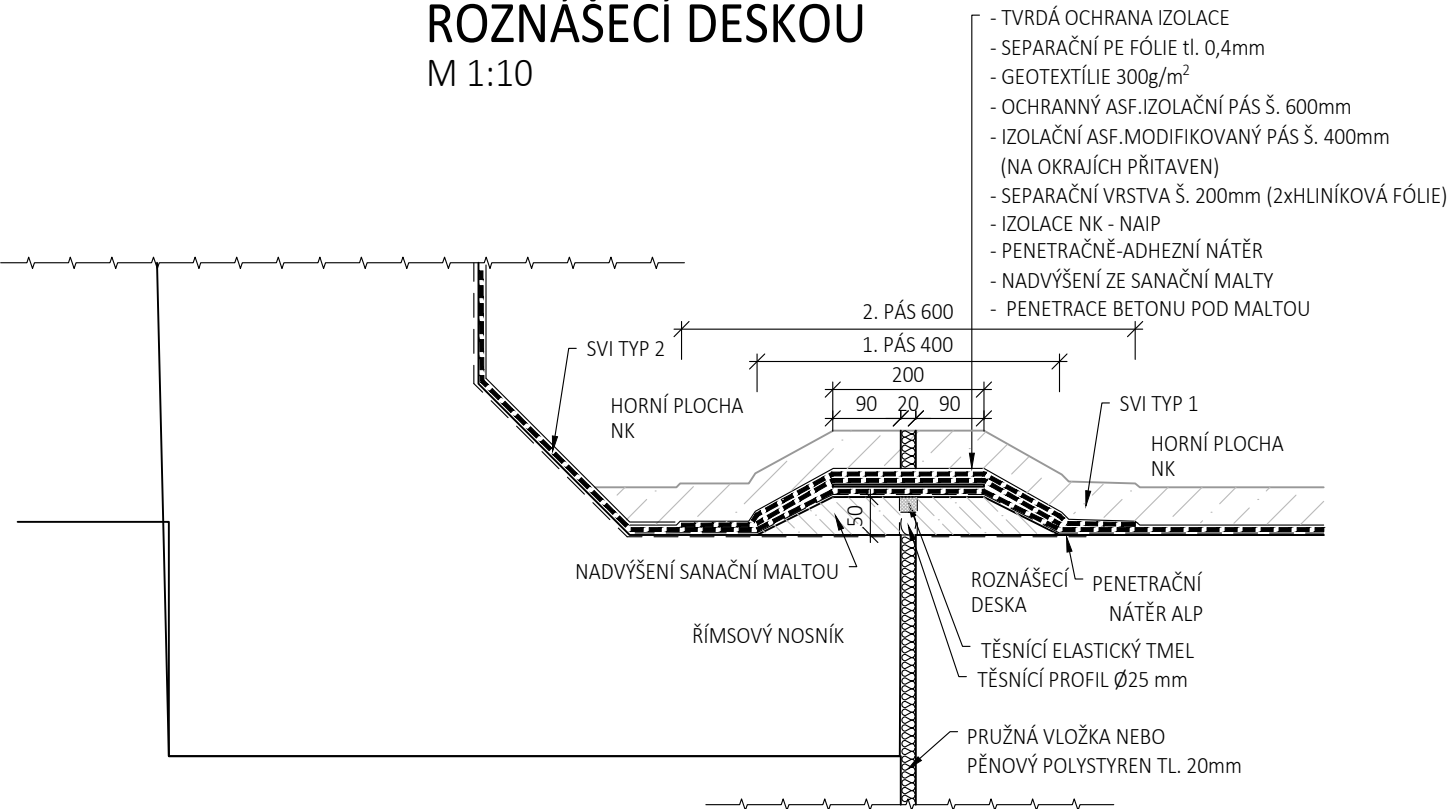 ROZNÁŠECÍ DESKOU
M 1:10
- TVRDÁ OCHRANA IZOLACE
- SEPARAČNÍ PE FÓLIE tl. 0,4mm
- GEOTEXTÍLIE 300g/m²
- OCHRANNÝ ASF.IZOLAČNÍ PÁS Š. 600mm
- IZOLAČNÍ ASF.MODIFIKOVANÝ PÁS Š. 400mm
(NA OKRAJÍCH PŘITAVEN)
- SEPARAČNÍ VRSTVA Š. 200mm (2xHLINÍKOVÁ FÓLIE)
- IZOLACE NK - NAIP
- PENETRAČNĚ-ADHEZNÍ NÁTĚR
- NADVÝŠENÍ ZE SANAČNÍ MALTY
- PENETRACE BETONU POD MALTOU
2. PÁS 600
1. PÁS 400
200
90 20 90
SVI TYP 2
HORNÍ PLOCHA
NK
SVI TYP 1
HORNÍ PLOCHA
NK
50
NADVÝŠENÍ SANAČNÍ MALTOU
ROZNÁŠECÍ
DESKA
PENETRAČNÍ
NÁTĚR ALP
ŘÍMSOVÝ NOSNÍK
TĚSNÍCÍ ELASTICKÝ TMEL
TĚSNÍCÍ PROFIL Ø25 mm
PRUŽNÁ VLOŽKA NEBO
PĚNOVÝ POLYSTYREN TL. 20mm